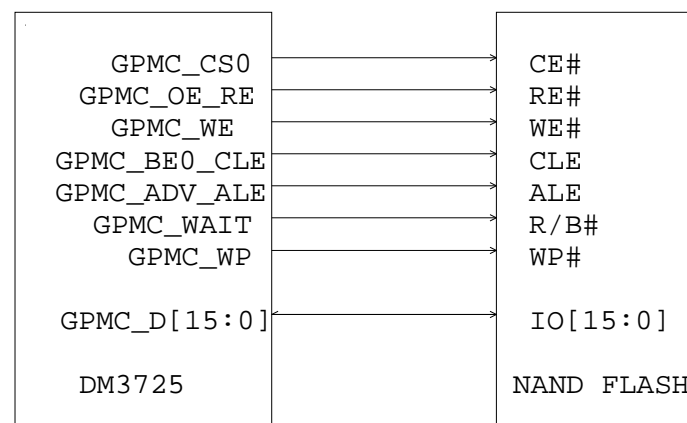 GPMC_CS0 CE#
GPMC_OE_RE RE#
GPMC_WE WE#
GPMC_BE0_CLE CLE
GPMC_ADV_ALE ALE
GPMC_WAIT R/B#
GPMC_WP WP#
GPMC_D[15:0] IO[15:0]
DM3725 NAND FLASH